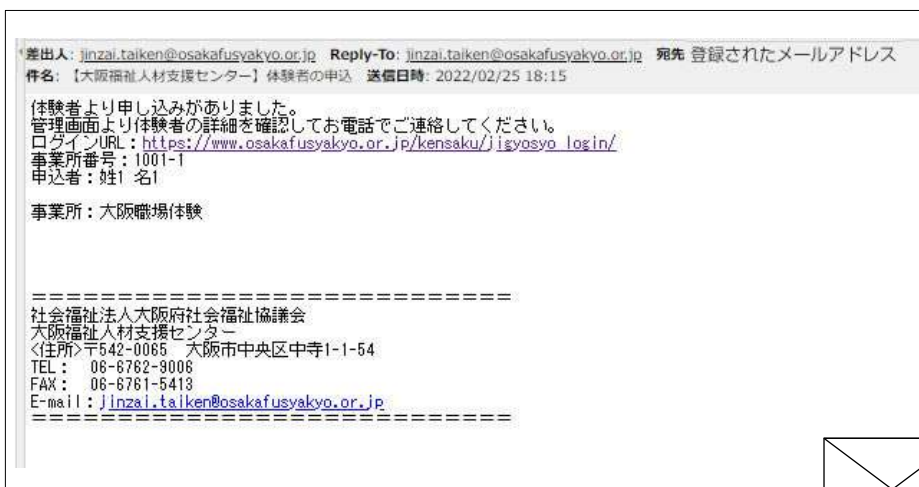 差出人: jinzai.taiken@osakafusyakyo.or.jp Reply-To: jinzai.taiken@osakafusyakyo.or.jp 宛先 登録されたメールアドレス
件名: 【大阪福祉人材支援センター】体験者の申込 送信日時: 2022/02/25 18:15
体験者より申し込みがありました。
管理画面より体験者の詳細を確認してお電話でご連絡してください。
ログインURL：https://www.osakafusyakyo.or.jp/kensaku/jigyosyo_login/
事業所番号：1001-1
申込者：姓1 名1
事業所：大阪職場体験
＝＝＝＝＝＝＝＝＝＝＝＝＝＝＝＝＝＝＝＝＝＝＝＝＝＝＝＝
社会福祉法人大阪府社会福祉協議会
大阪福祉人材支援センター
<住所>〒542-0065 大阪市中央区中寺1-1-54
TEL： 06-6762-9006
FAX： 06-6761-5413
E-mail：jinzai.taiken@osakafusyakyo.or.jp
＝＝＝＝＝＝＝＝＝＝＝＝＝＝＝＝＝＝＝＝＝＝＝＝＝＝＝＝